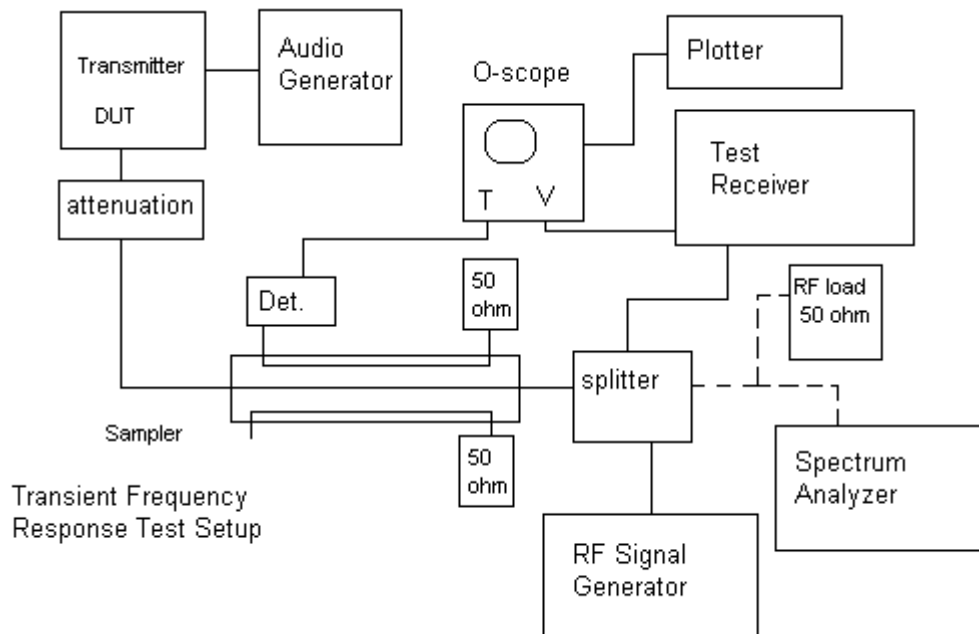 Transmitter
DUT
Audio
Generator
O-scope
Plotter
T V
Test
Receiver
attenuation
Det.
50
ohm
RF load
50 ohm
splitter
Sampler
50
ohm
Spectrum
Analyzer
Transient Frequency
Response Test Setup
RF Signal
Generator